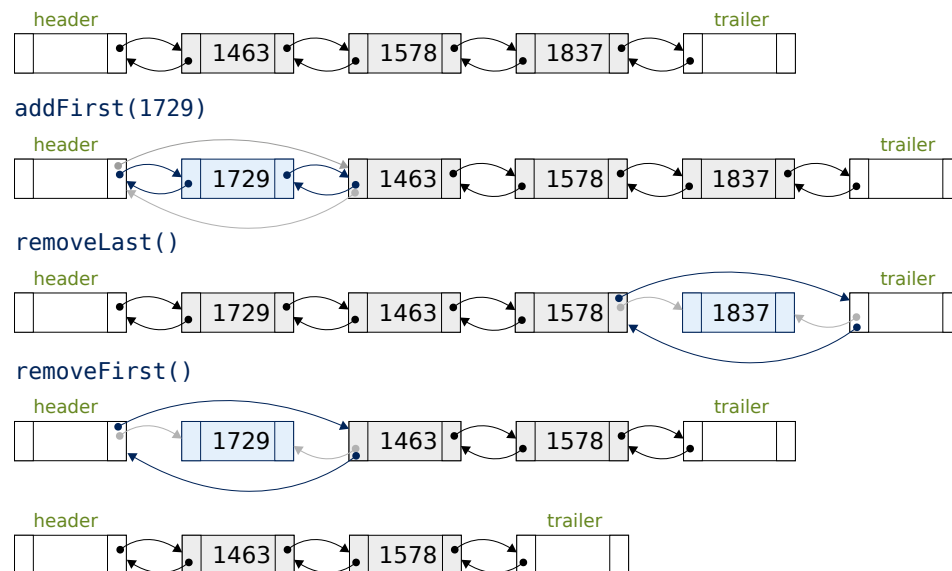 header trailer
1463 1578 1837
addFirst(1729)
header trailer
1729 1463 1578 1837
removeLast()
header trailer
1729 1463 1578 1837
removeFirst()
header trailer
1729 1463 1578
header trailer
1463 1578